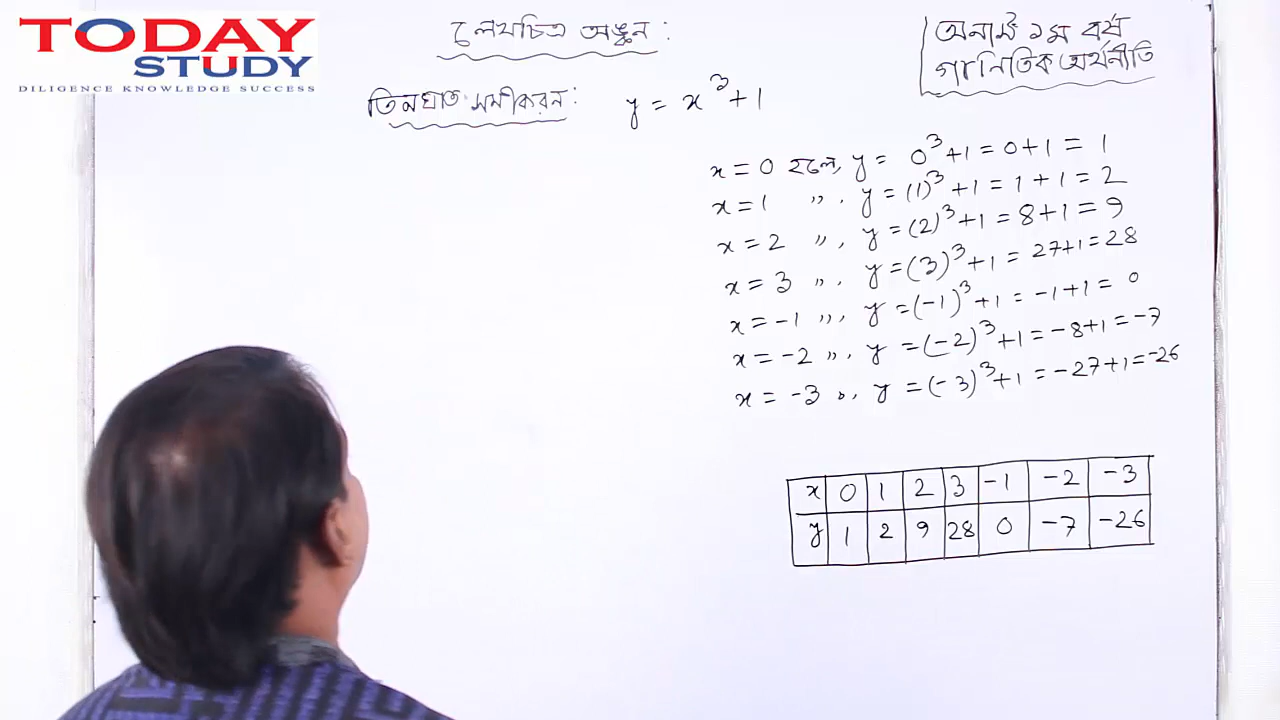 TODAY
STUDY
DILIGENCE KNOWLEDGE SUCCESS
লেখচিত্র অঙ্কন:
অনার্স ১ম বর্ষ
গাণিতিক অর্থনীতি
তিনঘাত সমীকরন: y = x³+1
x = 0 হলে, y = 0³+1 = 0+1 = 1
x = 1 ,, , y = (1)³+1 = 1+1 = 2
x = 2 ,, , y = (2)³+1 = 8+1 = 9
x = 3 ,, , y = (3)³+1 = 27+1 = 28
x = -1 ,, , y = (-1)³+1 = -1+1 = 0
x = -2 ,, , y = (-2)³+1 = -8+1 = -7
x = -3 ,, , y = (-3)³+1 = -27+1 = -26
x 0 1 2 3 -1 -2 -3
y 1 2 9 28 0 -7 -26